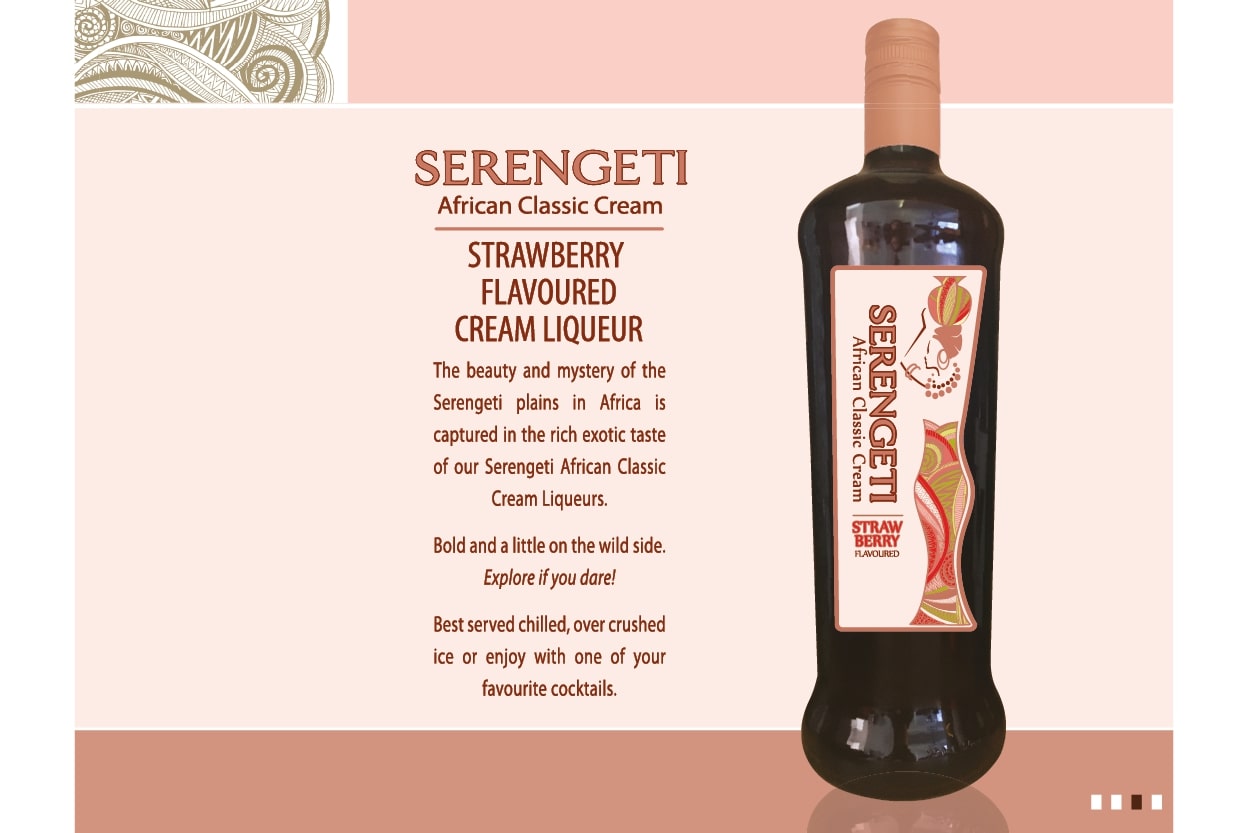 SERENGETI
African Classic Cream
STRAWBERRY
FLAVOURED
CREAM LIQUEUR
The beauty and mystery of the
Serengeti plains in Africa is
captured in the rich exotic taste
of our Serengeti African Classic
Cream Liqueurs.
Bold and a little on the wild side.
Explore if you dare!
Best served chilled, over crushed
ice or enjoy with one of your
favourite cocktails.
SERENGETI
African Classic Cream
STRAW
BERRY
FLAVOURED